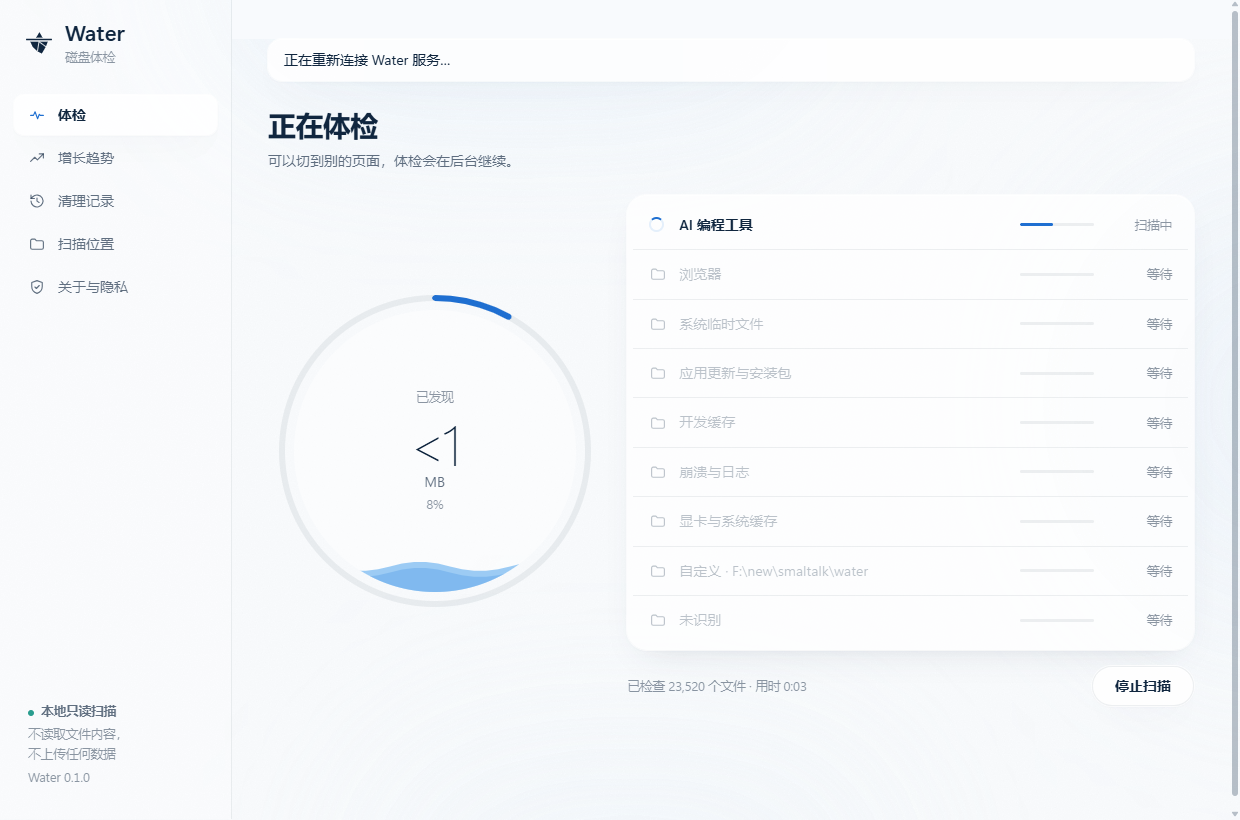 Water
磁盘体检
体检
增长趋势
清理记录
扫描位置
关于与隐私
本地只读扫描
不读取文件内容,
不上传任何数据
Water 0.1.0
正在重新连接 Water 服务...
正在体检
可以切到别的页面，体检会在后台继续。
已发现
<1
MB
8%
AI 编程工具 扫描中
浏览器 等待
系统临时文件 等待
应用更新与安装包 等待
开发缓存 等待
崩溃与日志 等待
显卡与系统缓存 等待
自定义 · F:\new\smaltalk\water 等待
未识别 等待
已检查 23,520 个文件 · 用时 0:03
停止扫描